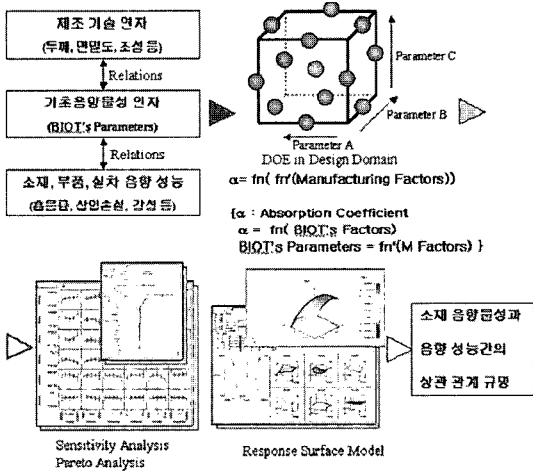 제조 기술 인자
(두께, 면밀도, 조성 등)
Relations
기초음향물성 인자
(BIOT's Parameters)
Relations
소재, 부품, 실차 음향 성능
(흡음률, 삽입손실, 감성 등)
Parameter C
Parameter B
Parameter A
DOE in Design Domain
α= fn( fn'(Manufacturing Factors))
{α : Absorption Coefficient
α = fn( BIOT's Factors)
BIOT's Parameters = fn'(M Factors) }
Sensitivity Analysis
Pareto Analysis
Response Surface Model
소재 음향물성과
음향 성능간의
상관 관계 규명